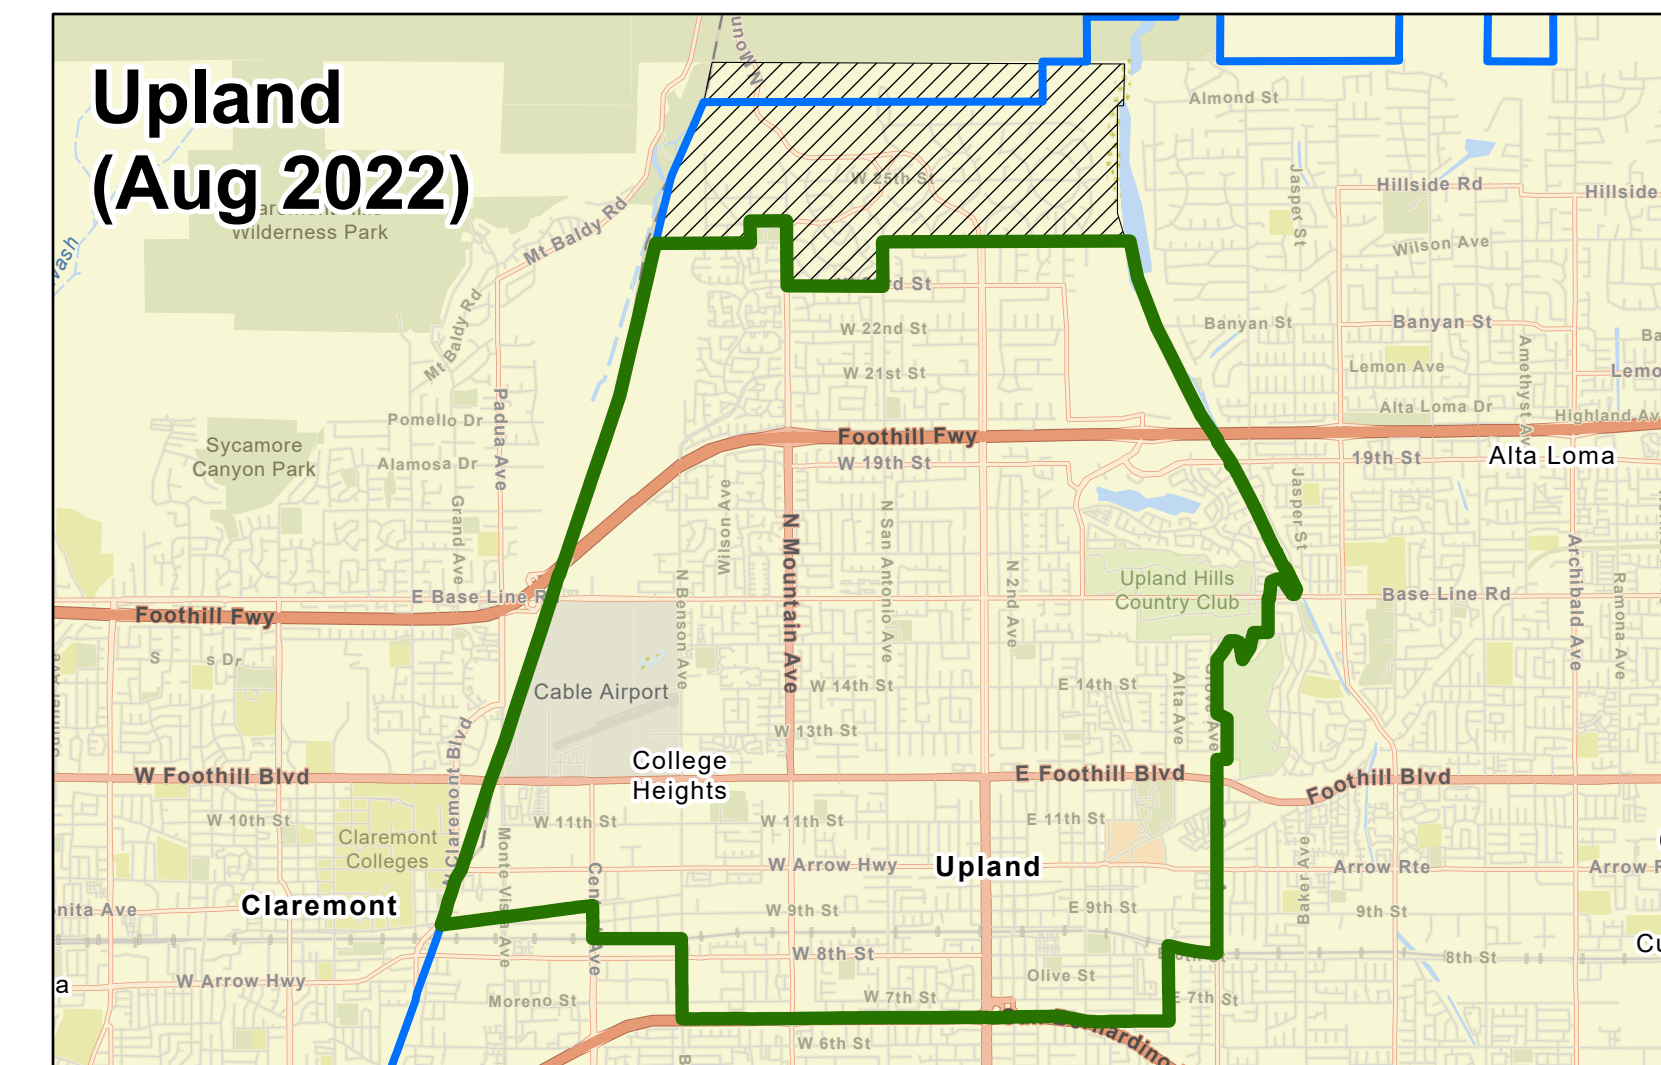 Upland
(Aug 2022)
Wilderness Park
Mt Baldy Rd
Mt Baldy Rd
W 25th St
Almond St
Jasper St
Hillside Rd
Hillside
Wilson Ave
W 22nd St
W 21st St
Banyan St
Banyan St
Lemon Ave
Amethyst Av
Alta Loma Dr
Highland Av
Padua Ave
Pomello Dr
Sycamore
Canyon Park
Alamosa Dr
Grand Ave
Foothill Fwy
W 19th St
19th St
Alta Loma
Jasper St
Wilson Ave
N Mountain Ave
N San Antonio Ave
N 2nd Ave
N Benson Ave
Upland Hills
Country Club
Archibald Ave
Ramona Ave
E Base Line R
Base Line Rd
Foothill Fwy
Cable Airport
W 14th St
E 14th St
Alta Ave
Grove Ave
W 13th St
College
Heights
W Foothill Blvd
E Foothill Blvd
Foothill Blvd
N Claremont Blvd
W 10th St
Claremont
Colleges
W 11th St
W 11th St
E 11th St
Monte Vista Ave
W Arrow Hwy
Upland
Arrow Rte
Baker Ave
Claremont
nita Ave
W 9th St
E 9th St
9th St
W 8th St
8th St
Cu
W Arrow Hwy
Moreno St
W 7th St
Olive St
E 7th St
W 6th St